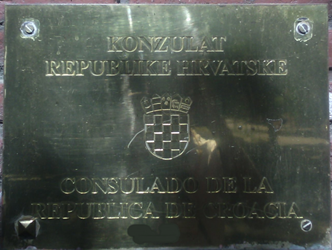 KONZULAT
REPUBLIKE HRVATSKE
CONSULADO DE LA
REPUBLICA DE CROACIA